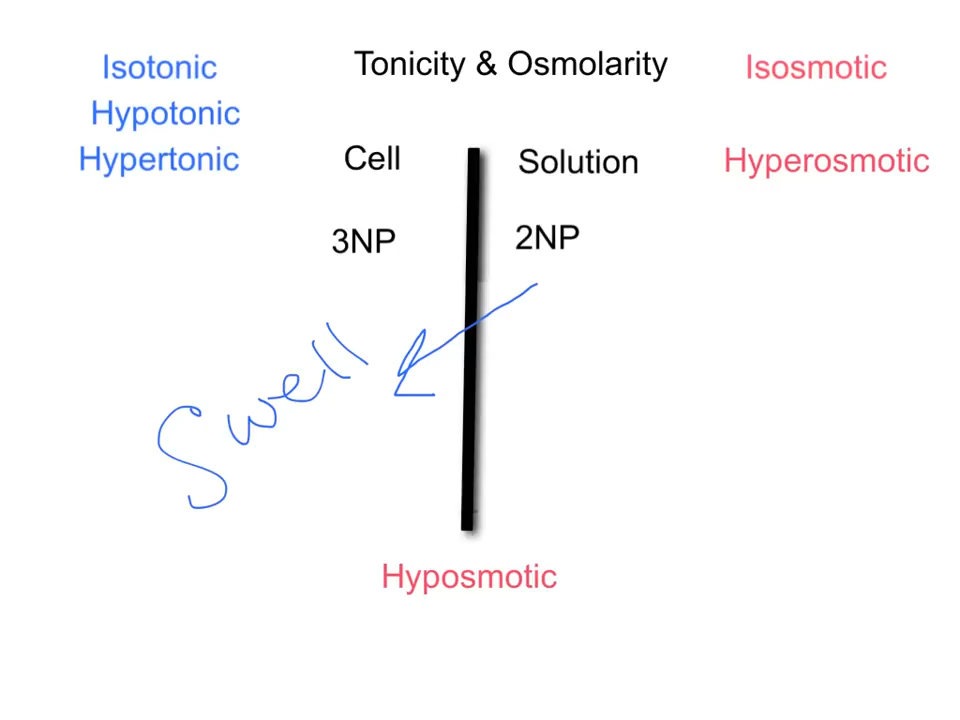 Tonicity & Osmolarity
Isotonic
Hypotonic
Hypertonic
Isosmotic
Hyperosmotic
Cell
Solution
3NP
2NP
Swell
Hyposmotic